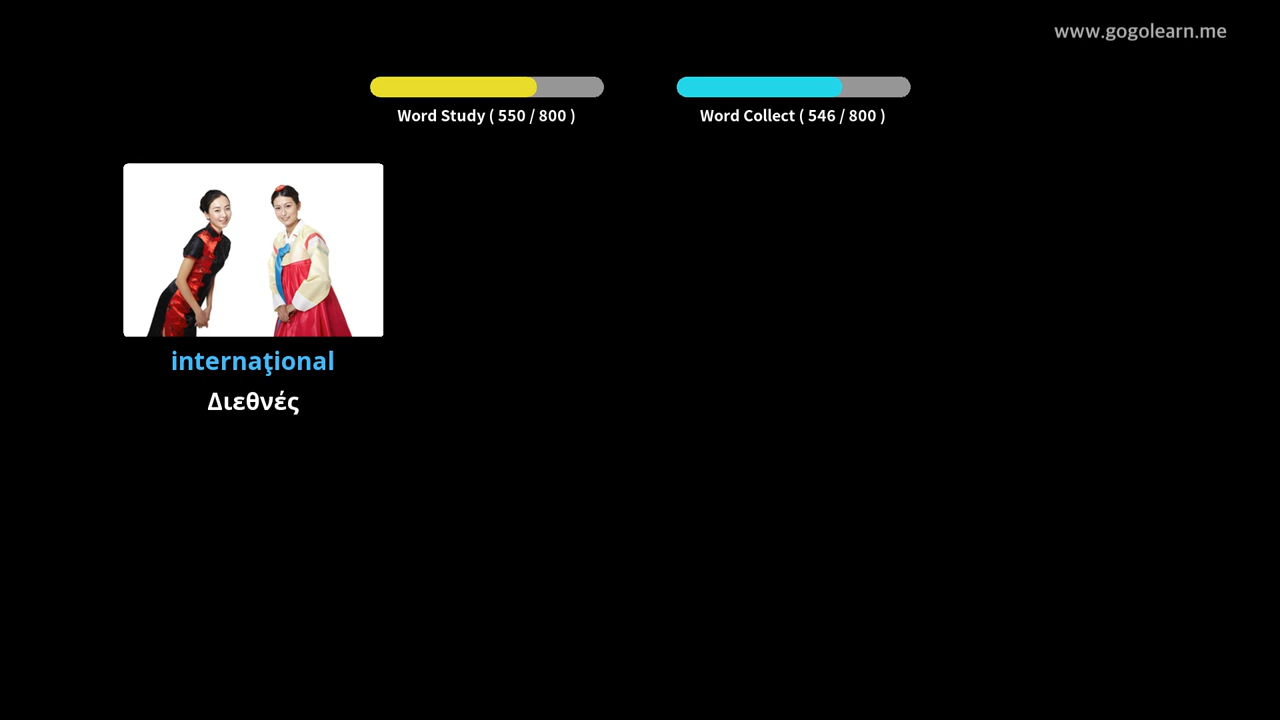 www.gogolearn.me
Word Study ( 550 / 800 )
Word Collect ( 546 / 800 )
internaţional
Διεθνές